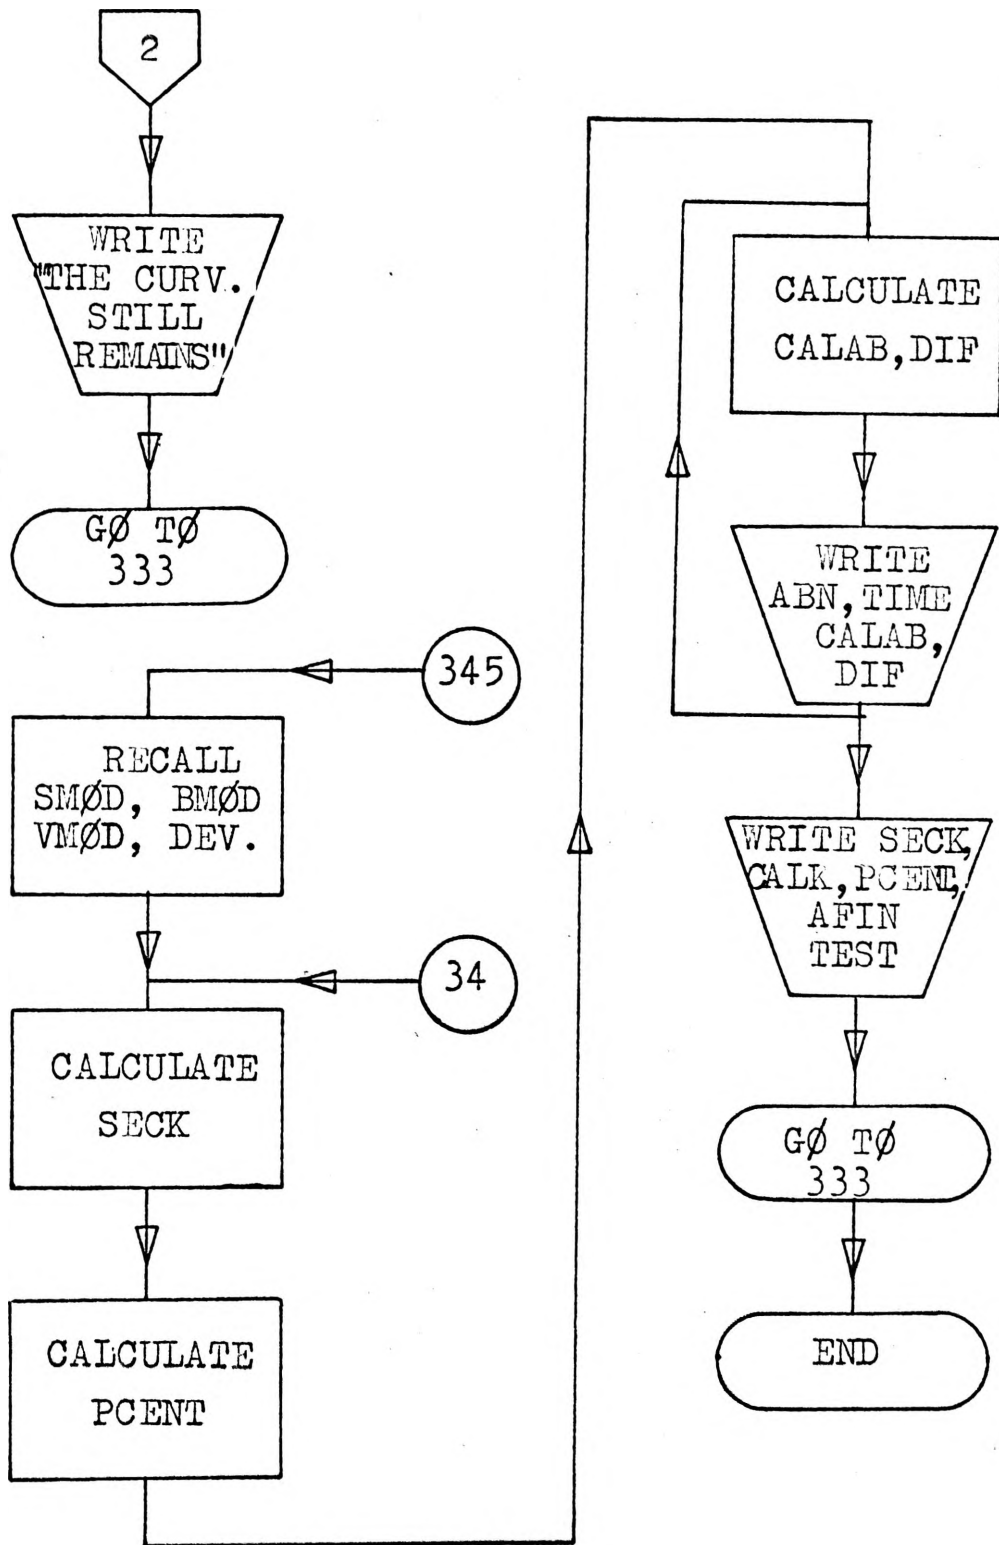 2
WRITE
"THE CURV.
STILL
REMAINS"
GØ TØ
333
345
RECALL
SMØD, BMØD
VMØD, DEV.
34
CALCULATE
SECK
CALCULATE
PCENT
CALCULATE
CALAB, DIF
WRITE
ABN, TIME
CALAB,
DIF
WRITE SECK,
CALK, PCENT,
AFIN
TEST
GØ TØ
333
END